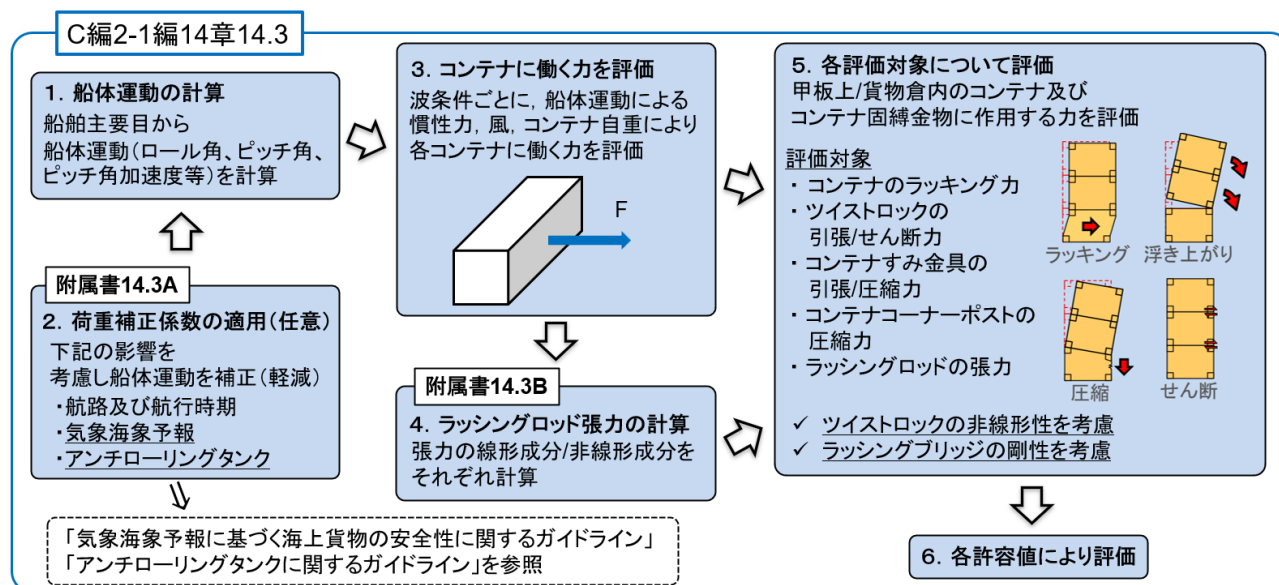 C編2-1編14章14.3
1．船体運動の計算
船舶主要目から
船体運動（ロール角、ピッチ角、
ピッチ角加速度等）を計算
附属書14.3A
2．荷重補正係数の適用（任意）
下記の影響を
考慮し船体運動を補正（軽減）
・航路及び航行時期
・気象海象予報
・アンチローリングタンク
「気象海象予報に基づく海上貨物の安全性に関するガイドライン」
「アンチローリングタンクに関するガイドライン」を参照
3．コンテナに働く力を評価
波条件ごとに，船体運動による
慣性力，風，コンテナ自重により
各コンテナに働く力を評価
F
附属書14.3B
4．ラッシングロッド張力の計算
張力の線形成分/非線形成分を
それぞれ計算
5．各評価対象について評価
甲板上/貨物倉内のコンテナ及び
コンテナ固縛金物に作用する力を評価
評価対象
・コンテナのラッキング力
・ツイストロックの
引張/せん断力
・コンテナすみ金具の
引張/圧縮力
・コンテナコーナーポストの
圧縮力
・ラッシングロッドの張力
ラッキング
浮き上がり
圧縮
せん断
✓ ツイストロックの非線形性を考慮
✓ ラッシングブリッジの剛性を考慮
6．各許容値により評価